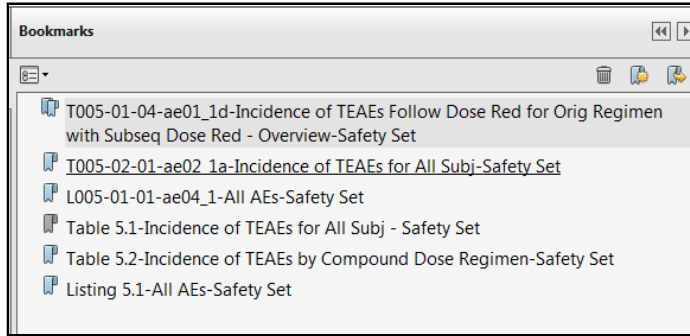 Bookmarks
T005-01-04-ae01_1d-Incidence of TEAEs Follow Dose Red for Orig Regimen
with Subseq Dose Red - Overview-Safety Set
T005-02-01-ae02_1a-Incidence of TEAEs for All Subj-Safety Set
L005-01-01-ae04_1-All AEs-Safety Set
Table 5.1-Incidence of TEAEs for All Subj - Safety Set
Table 5.2-Incidence of TEAEs by Compound Dose Regimen-Safety Set
Listing 5.1-All AEs-Safety Set